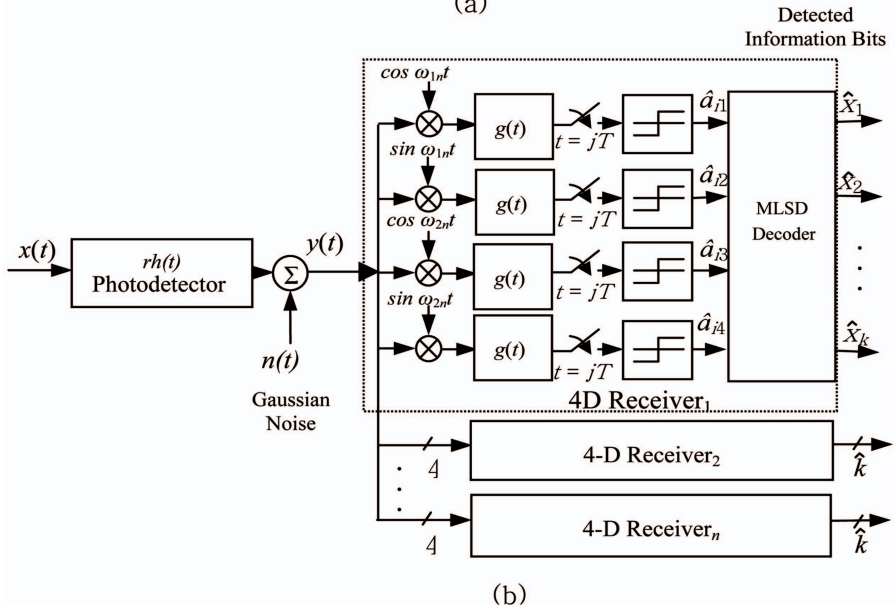 (a)
Detected
Information Bits
cos ω1nt
g(t)
t = jT
âi1
X̂1
sin ω1nt
g(t)
t = jT
âi2
X̂2
cos ω2nt
MLSD
Decoder
x(t)
rh(t)
Photodetector
Σ
y(t)
g(t)
t = jT
âi3
sin ω2nt
g(t)
t = jT
âi4
X̂k
n(t)
Gaussian
Noise
4D Receiver1
4
4-D Receiver2
k̂
4
4-D Receivern
k̂
(b)